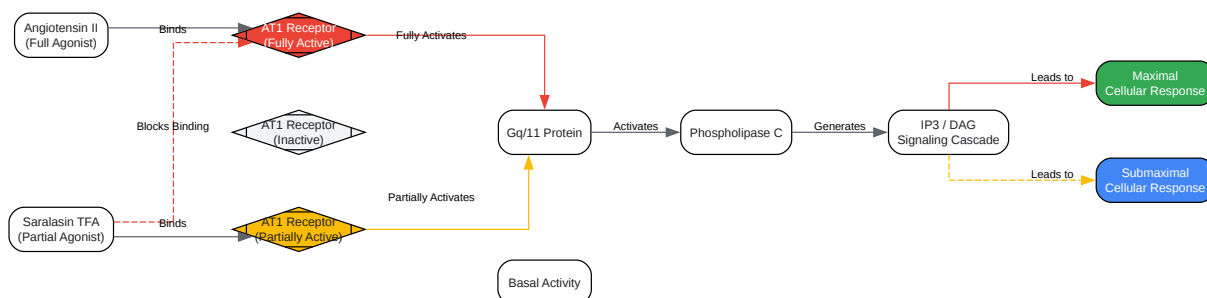 Angiotensin II
(Full Agonist)
Binds
AT1 Receptor
(Fully Active)
Fully Activates
Blocks Binding
AT1 Receptor
(Inactive)
Saralasin TFA
(Partial Agonist)
Binds
AT1 Receptor
(Partially Active)
Partially Activates
Gq/11 Protein
Activates
Phospholipase C
Generates
IP3 / DAG
Signaling Cascade
Leads to
Maximal
Cellular Response
Leads to
Submaximal
Cellular Response
Basal Activity